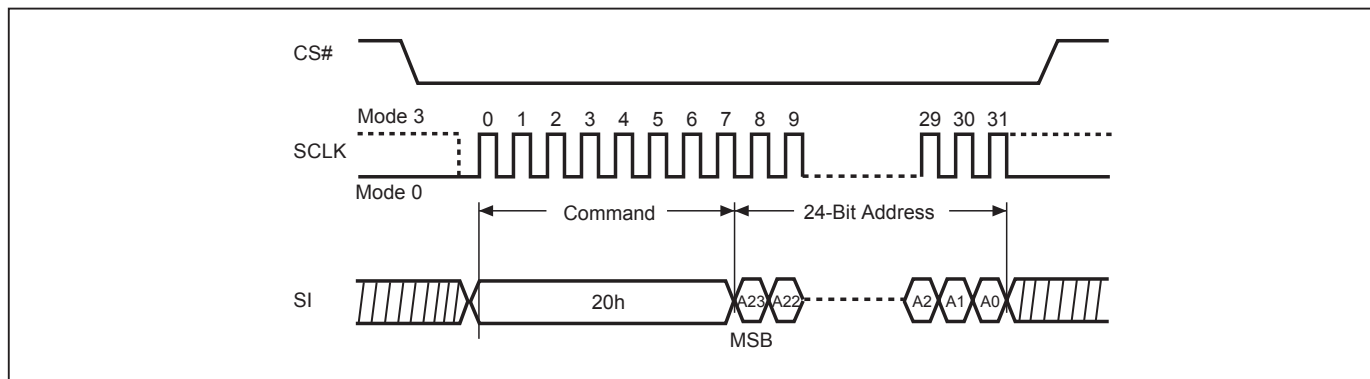 CS#
Mode 3
0 1 2 3 4 5 6 7 8 9 29 30 31
SCLK
Mode 0
Command 24-Bit Address
SI 20h A23 A22 A2 A1 A0
MSB